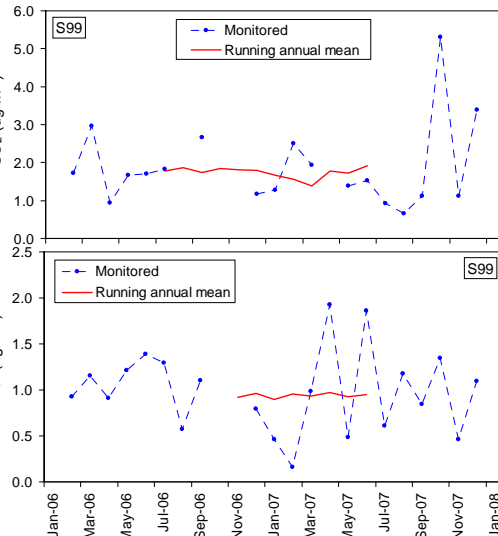 6.0
S99
Monitored
Running annual mean
5.0
4.0
3.0
2.0
1.0
0.0
2.5
Monitored
Running annual mean
S99
2.0
1.5
1.0
0.5
0.0
Jan-06
Mar-06
May-06
Jul-06
Sep-06
Nov-06
Jan-07
Mar-07
May-07
Jul-07
Sep-07
Nov-07
Jan-08